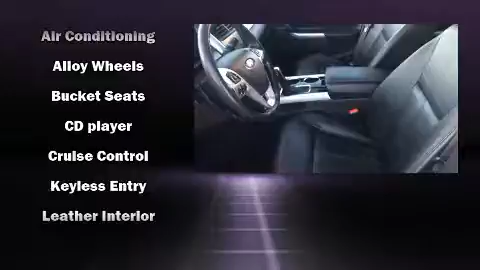 Air Conditioning
Alloy Wheels
Bucket Seats
CD player
Cruise Control
Keyless Entry
Leather Interior